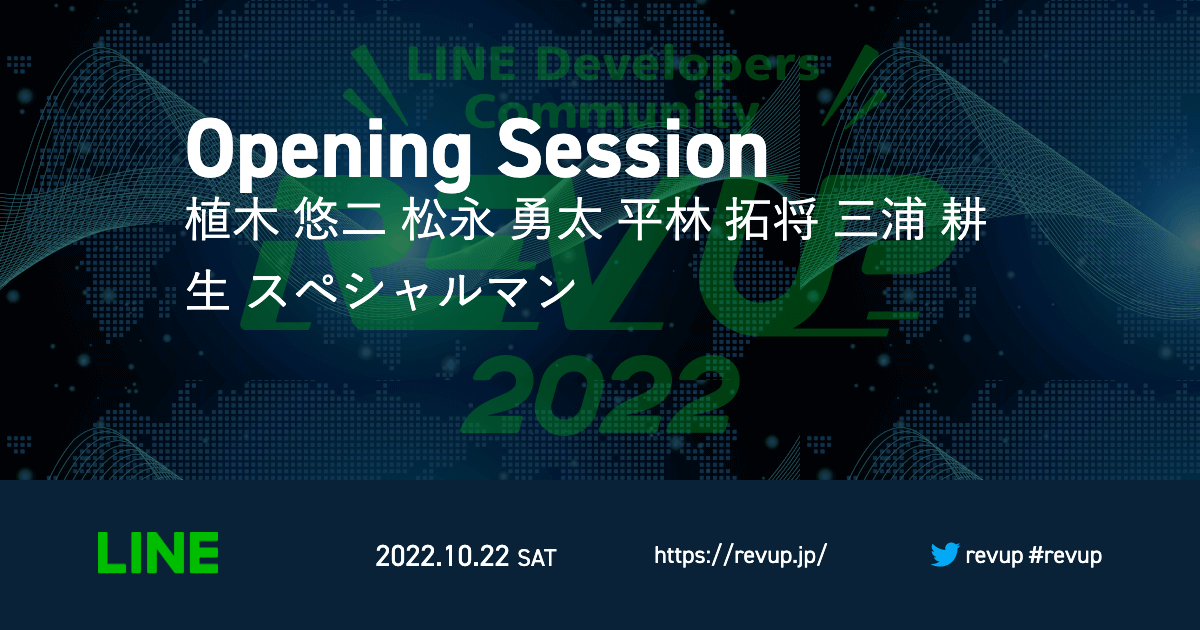 LINE Developers
Community
Opening Session
植木 悠二 松永 勇太 平林 拓将 三浦 耕
生 スペシャルマン
REVUP
2022
LINE
2022.10.22 SAT
https://revup.jp/
revup #revup